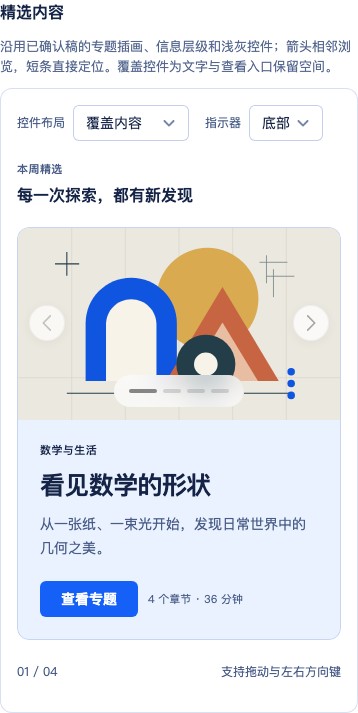 精选内容
沿用已确认稿的专题插画、信息层级和浅灰控件；箭头相邻浏
览，短条直接定位。覆盖控件为文字与查看入口保留空间。
控件布局 覆盖内容 指示器 底部
本周精选
每一次探索，都有新发现
数学与生活
看见数学的形状
从一张纸、一束光开始，发现日常世界中的
几何之美。
查看专题 4 个章节 · 36 分钟
01 / 04 支持拖动与左右方向键